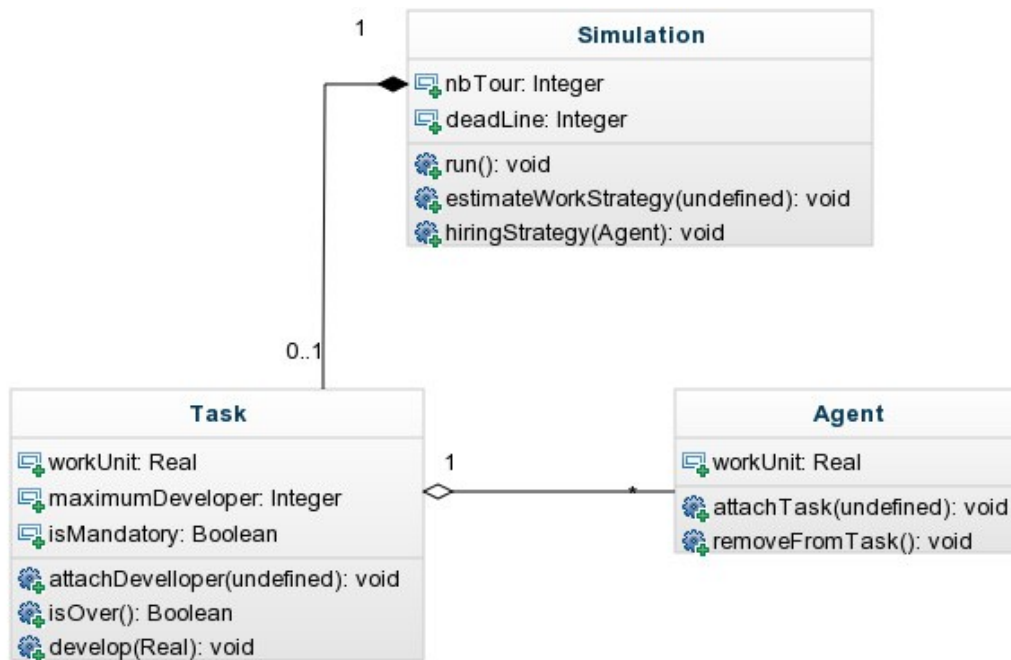 1
Simulation
nbTour: Integer
deadLine: Integer
run(): void
estimateWorkStrategy(undefined): void
hiringStrategy(Agent): void
0..1
Task
workUnit: Real
maximumDeveloper: Integer
isMandatory: Boolean
attachDevelloper(undefined): void
isOver(): Boolean
develop(Real): void
1
*
Agent
workUnit: Real
attachTask(undefined): void
removeFromTask(): void